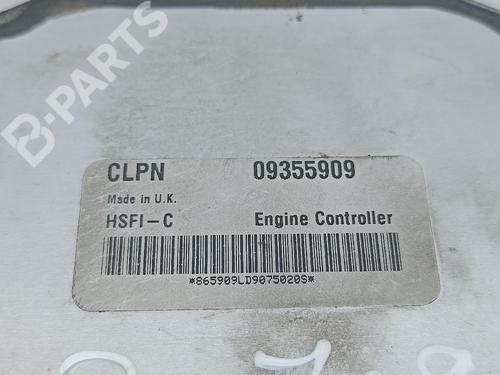 B-PARTS
CLPN 09355909
Made in U.K.
HSFI-C Engine Controller
*865909LD9075020S*